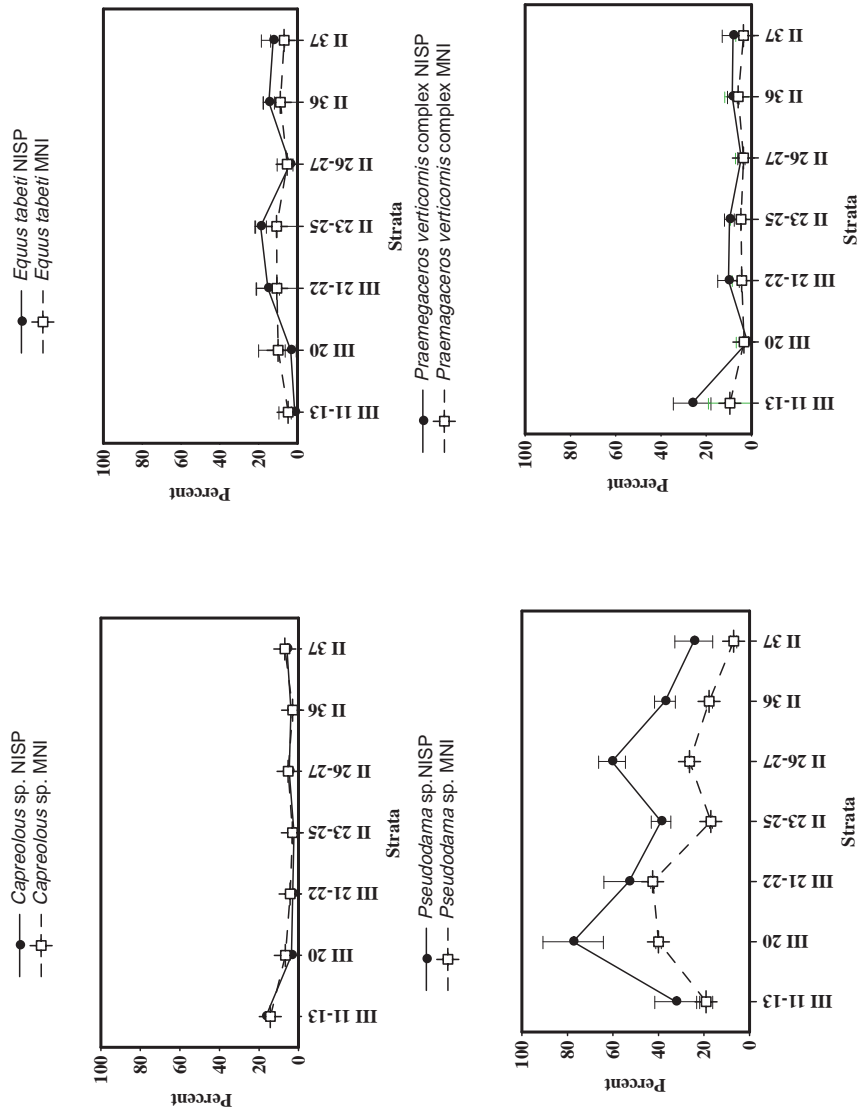 Capreolous sp. NISP
Capreolous sp. MNI
100
80
60
40
20
0
Percent
III 11-13
III 20
III 21-22
II 23-25
II 26-27
II 36
II 37
Strata
Equus tabeti NISP
Equus tabeti MNI
100
80
60
40
20
0
Percent
III 11-13
III 20
III 21-22
II 23-25
II 26-27
II 36
II 37
Strata
Pseudodama sp. NISP
Pseudodama sp. MNI
100
80
60
40
20
0
Percent
III 11-13
III 20
III 21-22
II 23-25
II 26-27
II 36
II 37
Strata
Praemegaceros verticornis complex NISP
Praemagaceros verticornis complex MNI
100
80
60
40
20
0
Percent
III 11-13
III 20
III 21-22
II 23-25
II 26-27
II 36
II 37
Strata